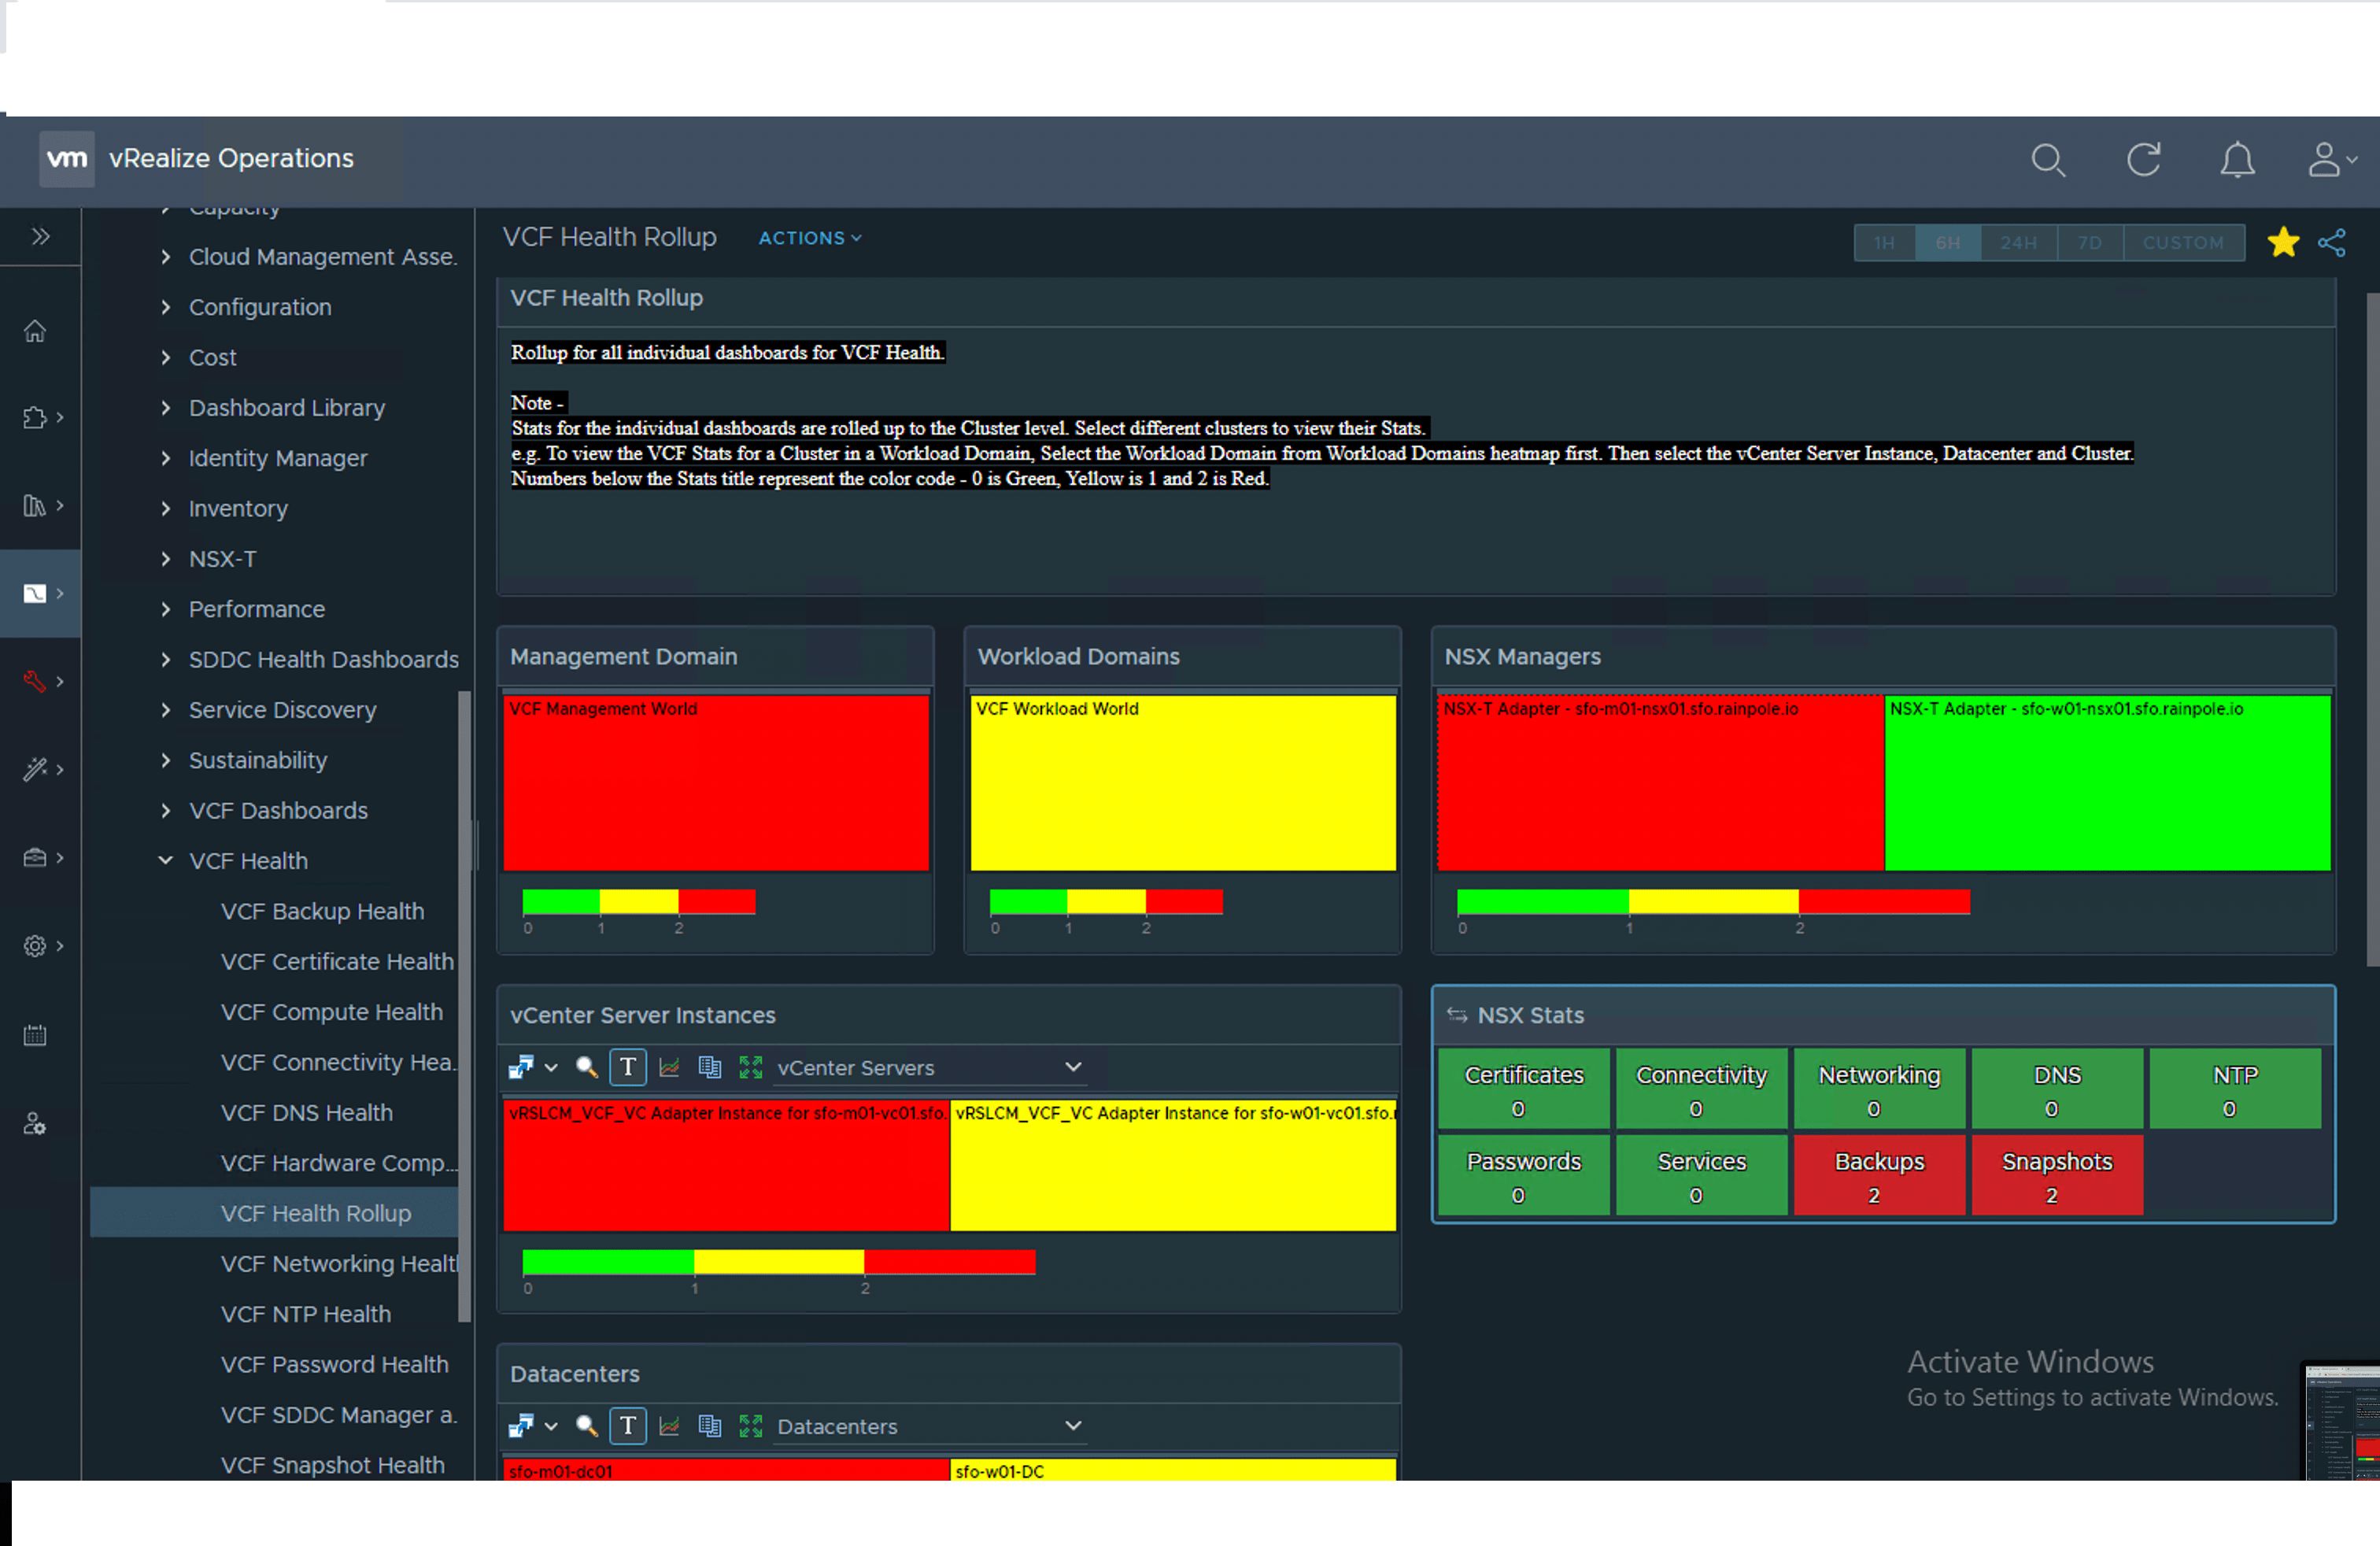 vm vRealize Operations
Capacity
Cloud Management Asse.
Configuration
Cost
Dashboard Library
Identity Manager
Inventory
NSX-T
Performance
SDDC Health Dashboards
Service Discovery
Sustainability
VCF Dashboards
VCF Health
VCF Backup Health
VCF Certificate Health
VCF Compute Health
VCF Connectivity Hea.
VCF DNS Health
VCF Hardware Comp...
VCF Health Rollup
VCF Networking Healt
VCF NTP Health
VCF Password Health
VCF SDDC Manager a.
VCF Snapshot Health
VCF Health Rollup ACTIONS
1H 6H 24H 7D CUSTOM
VCF Health Rollup
Rollup for all individual dashboards for VCF Health.
Note -
Stats for the individual dashboards are rolled up to the Cluster level. Select different clusters to view their Stats.
e.g. To view the VCF Stats for a Cluster in a Workload Domain, Select the Workload Domain from Workload Domains heatmap first. Then select the vCenter Server Instance, Datacenter and Cluster.
Numbers below the Stats title represent the color code - 0 is Green, Yellow is 1 and 2 is Red.
Management Domain
VCF Management World
0 1 2
Workload Domains
VCF Workload World
0 1 2
NSX Managers
NSX-T Adapter - sfo-m01-nsx01.sfo.rainpole.io
NSX-T Adapter - sfo-w01-nsx01.sfo.rainpole.io
0 1 2
vCenter Server Instances
T vCenter Servers
vRSLCM_VCF_VC Adapter Instance for sfo-m01-vc01.sfo.
vRSLCM_VCF_VC Adapter Instance for sfo-w01-vc01.sfo.r
0 1 2
NSX Stats
Certificates Connectivity Networking DNS NTP
0 0 0 0 0
Passwords Services Backups Snapshots
0 0 2 2
Datacenters
T Datacenters
sfo-m01-dc01 sfo-w01-DC
Activate Windows
Go to Settings to activate Windows.